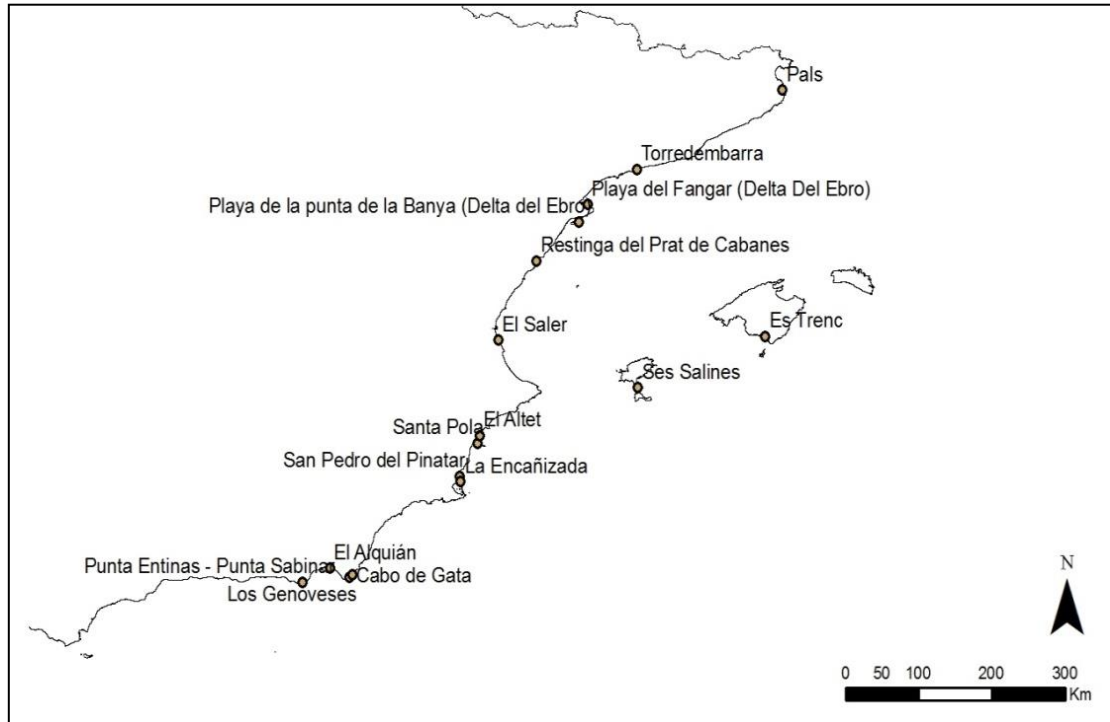 Pals
Torredembarra
Playa del Fangar (Delta Del Ebro)
Playa de la punta de la Banya (Delta del Ebro)
Restinga del Prat de Cabanes
Es Trenc
El Saler
Ses Salines
El Altet
Santa Pola
San Pedro del Pinatar
La Encañizada
El Alquián
Punta Entinas - Punta Sabinar
Cabo de Gata
Los Genoveses
N
0 50 100 200 300
Km